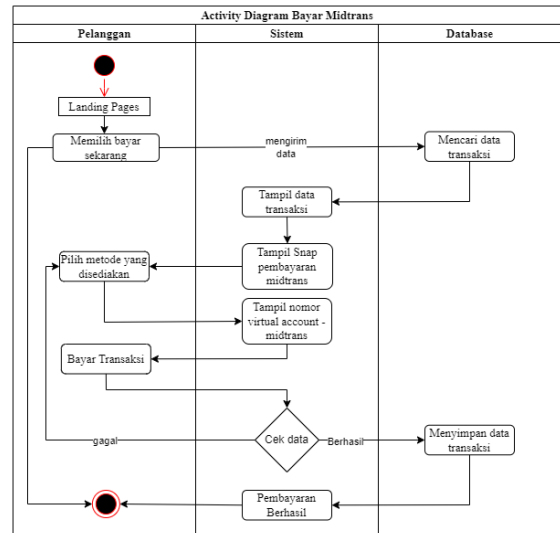 Activity Diagram Bayar Midtrans
Pelanggan
Sistem
Database
Landing Pages
Memilih bayar
sekarang
mengirim
data
Mencari data
transaksi
Tampil data
transaksi
Tampil Snap
pembayaran
midtrans
Pilih metode yang
disediakan
Tampil nomor
virtual account -
midtrans
Bayar Transaksi
Cek data
gagal
Berhasil
Menyimpan data
transaksi
Pembayaran
Berhasil